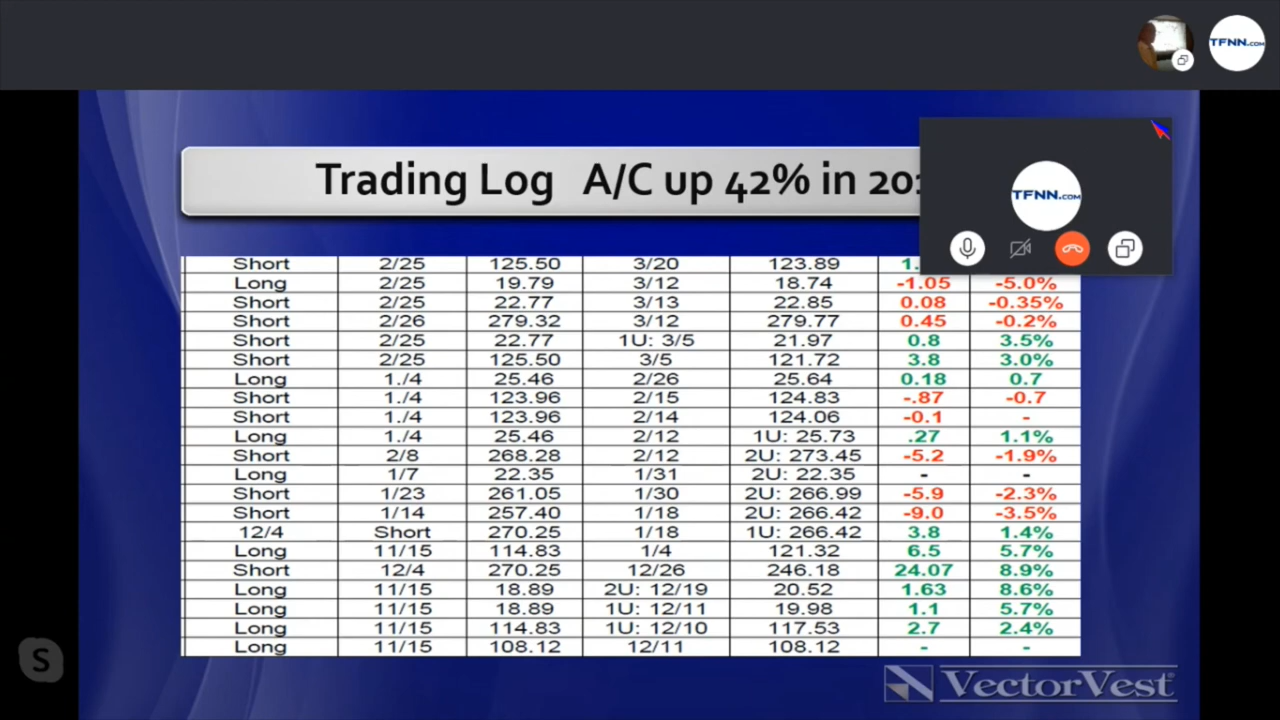 TFNN.COM
Trading Log A/C up 42% in
TFNN.COM
Short 2/25 125.50 3/20 123.89 1.
Long 2/25 19.79 3/12 18.74 -1.05 -5.0%
Short 2/25 22.77 3/13 22.85 0.08 -0.35%
Short 2/26 279.32 3/12 279.77 0.45 -0.2%
Short 2/25 22.77 1U: 3/5 21.97 0.8 3.5%
Short 2/25 125.50 3/5 121.72 3.8 3.0%
Long 1./4 25.46 2/26 25.64 0.18 0.7
Short 1./4 123.96 2/15 124.83 -.87 -0.7
Short 1./4 123.96 2/14 124.06 -0.1 -
Long 1./4 25.46 2/12 1U: 25.73 .27 1.1%
Short 2/8 268.28 2/12 2U: 273.45 -5.2 -1.9%
Long 1/7 22.35 1/31 2U: 22.35 - -
Short 1/23 261.05 1/30 2U: 266.99 -5.9 -2.3%
Short 1/14 257.40 1/18 2U: 266.42 -9.0 -3.5%
12/4 Short 270.25 1/18 1U: 266.42 3.8 1.4%
Long 11/15 114.83 1/4 121.32 6.5 5.7%
Short 12/4 270.25 12/26 246.18 24.07 8.9%
Long 11/15 18.89 2U: 12/19 20.52 1.63 8.6%
Long 11/15 18.89 1U: 12/11 19.98 1.1 5.7%
Long 11/15 114.83 1U: 12/10 117.53 2.7 2.4%
Long 11/15 108.12 12/11 108.12 - -
S
VectorVest